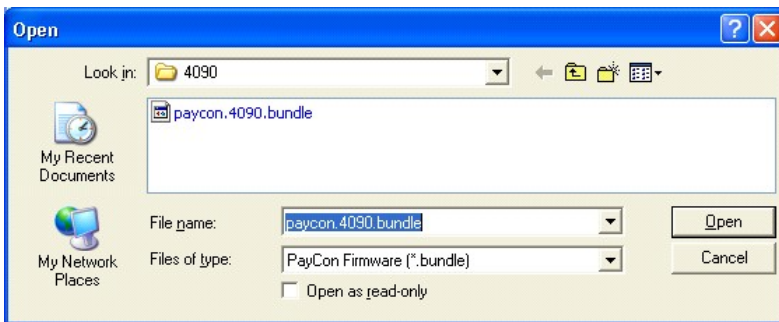 Open
Look in: 4090
paycon.4090.bundle
My Recent
Documents
My Network
Places
File name: paycon.4090.bundle Open
Files of type: PayCon Firmware (*.bundle) Cancel
Open as read-only